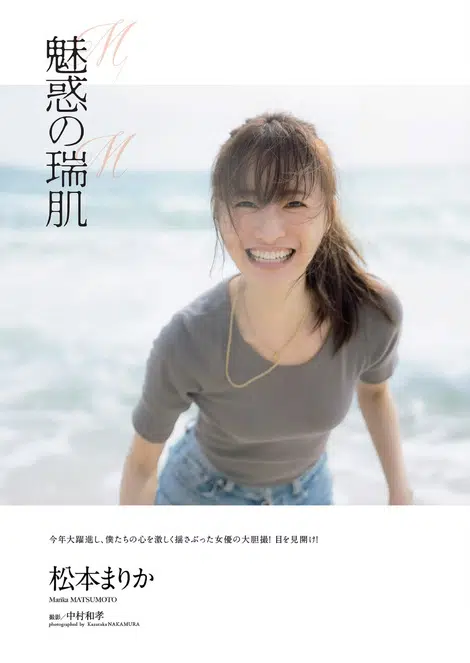 M
魅惑の瑞肌
M
今年大躍進し、僕たちの心を激しく揺さぶった女優の大胆撮! 目を見開け!
松本まりか
Marika MATSUMOTO
撮影／中村和孝
photographed by Kazutaka NAKAMURA